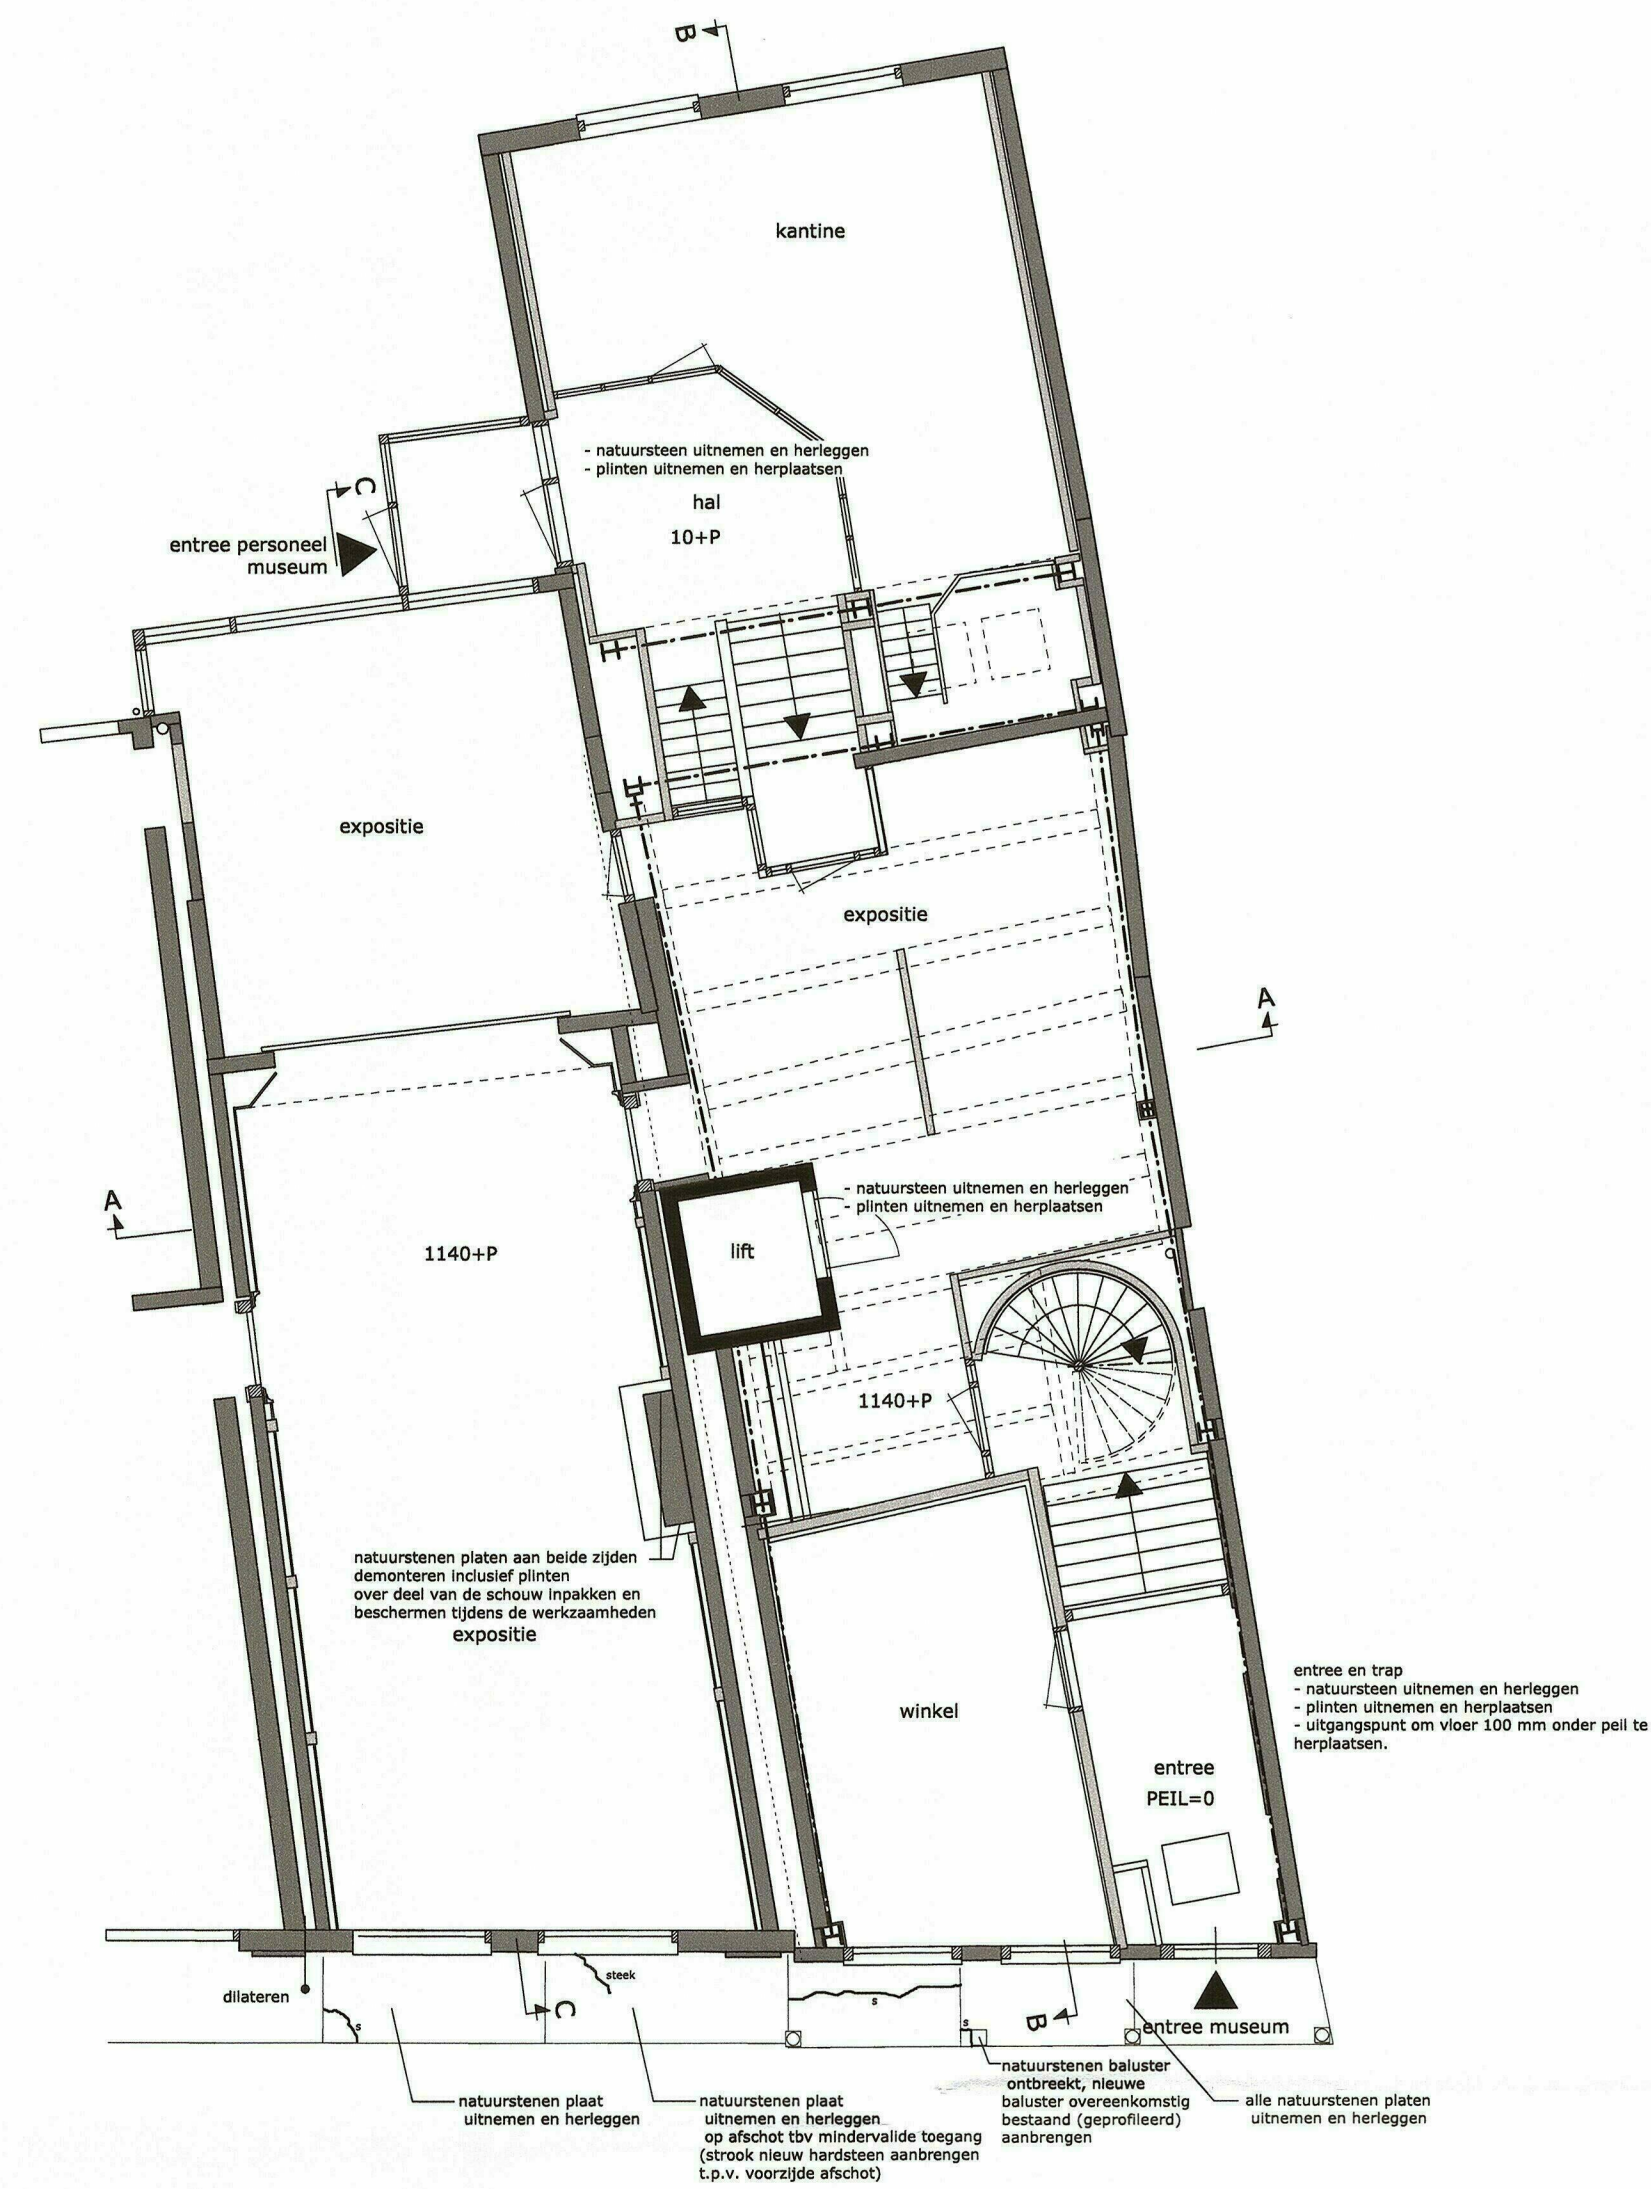 B
kantine
- natuursteen uitnemen en herleggen
- plinten uitnemen en herplaatsen
hal
10+P
C
entree personeel
museum
expositie
expositie
A
A
- natuursteen uitnemen en herleggen
- plinten uitnemen en herplaatsen
lift
1140+P
1140+P
natuurstenen platen aan beide zijden
demonteren inclusief plinten
over deel van de schouw inpakken en
beschermen tijdens de werkzaamheden
expositie
entree en trap
- natuursteen uitnemen en herleggen
- plinten uitnemen en herplaatsen
- uitgangspunt om vloer 100 mm onder peil te
herplaatsen.
winkel
entree
PEIL=0
steek
dilateren
s
C
s
s
B
entree museum
natuurstenen plaat
uitnemen en herleggen
natuurstenen plaat
uitnemen en herleggen
op afschot tbv mindervalide toegang
(strook nieuw hardsteen aanbrengen
t.p.v. voorzijde afschot)
natuurstenen baluster
ontbreekt, nieuwe
baluster overeenkomstig
bestaand (geprofileerd)
aanbrengen
alle natuurstenen platen
uitnemen en herleggen